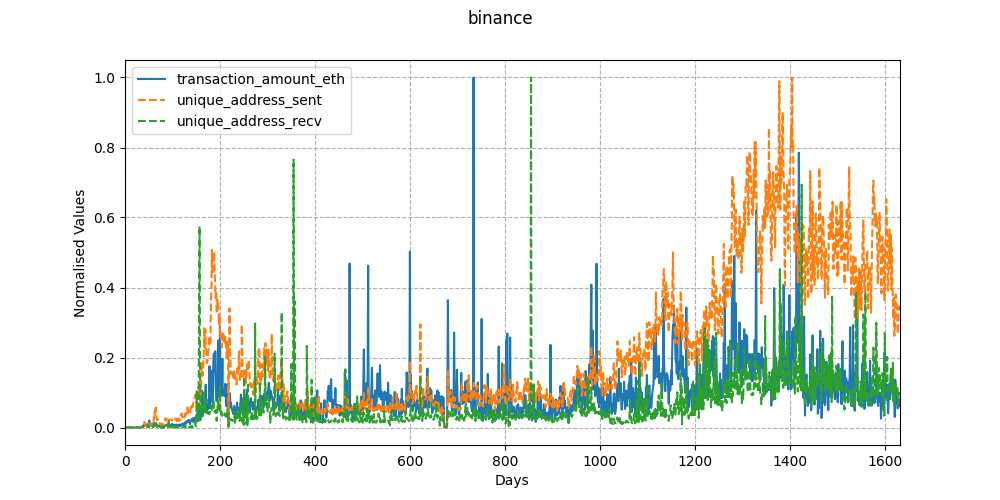 binance
transaction_amount_eth
unique_address_sent
unique_address_recv
1.0
0.8
0.6
0.4
0.2
0.0
Normalised Values
0 200 400 600 800 1000 1200 1400 1600
Days